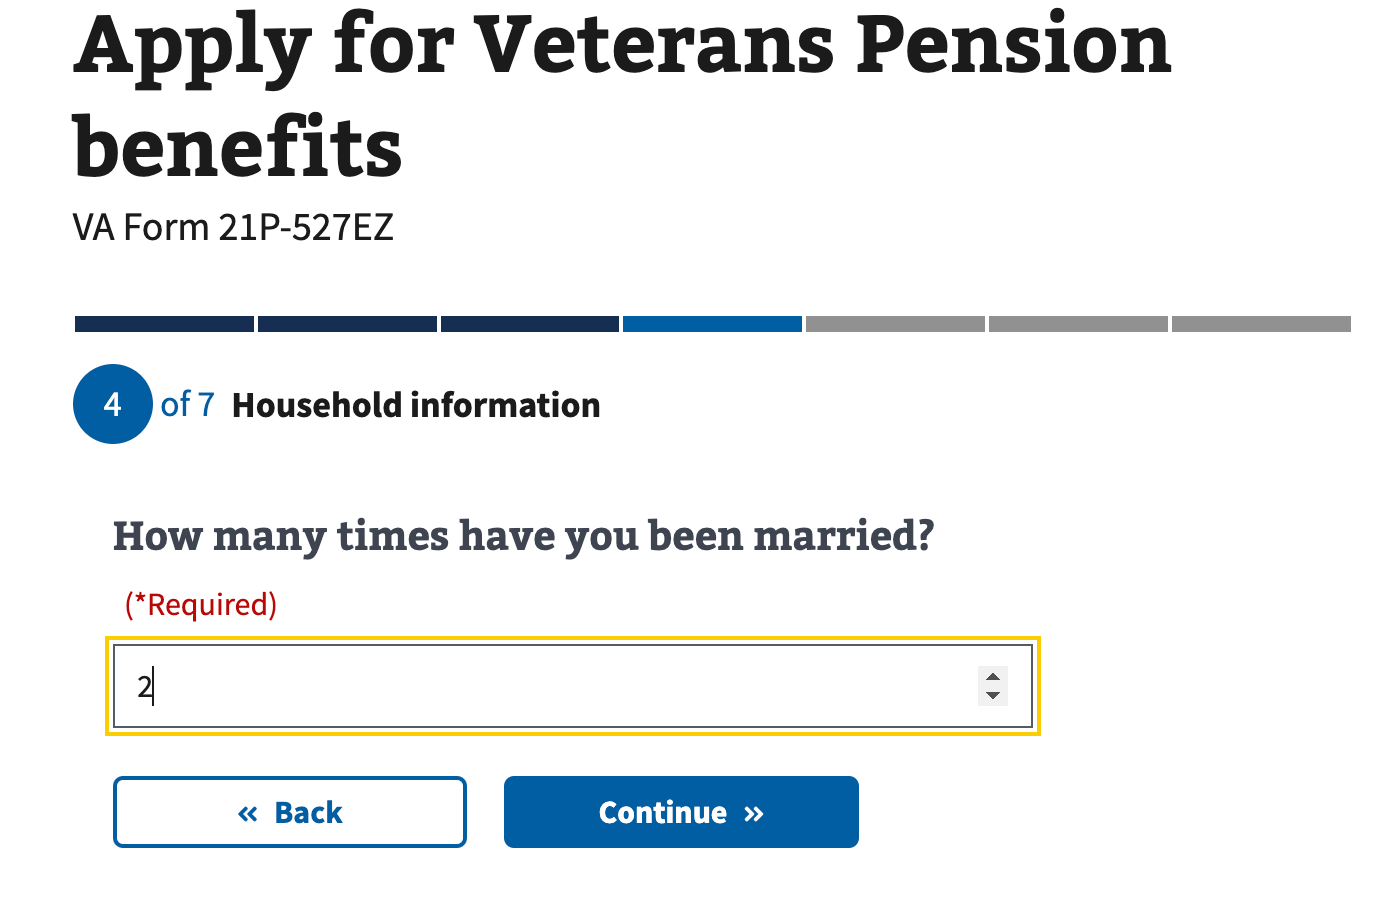 Apply for Veterans Pension
benefits
VA Form 21P-527EZ
4 of 7 Household information
How many times have you been married?
(*Required)
2
« Back
Continue »